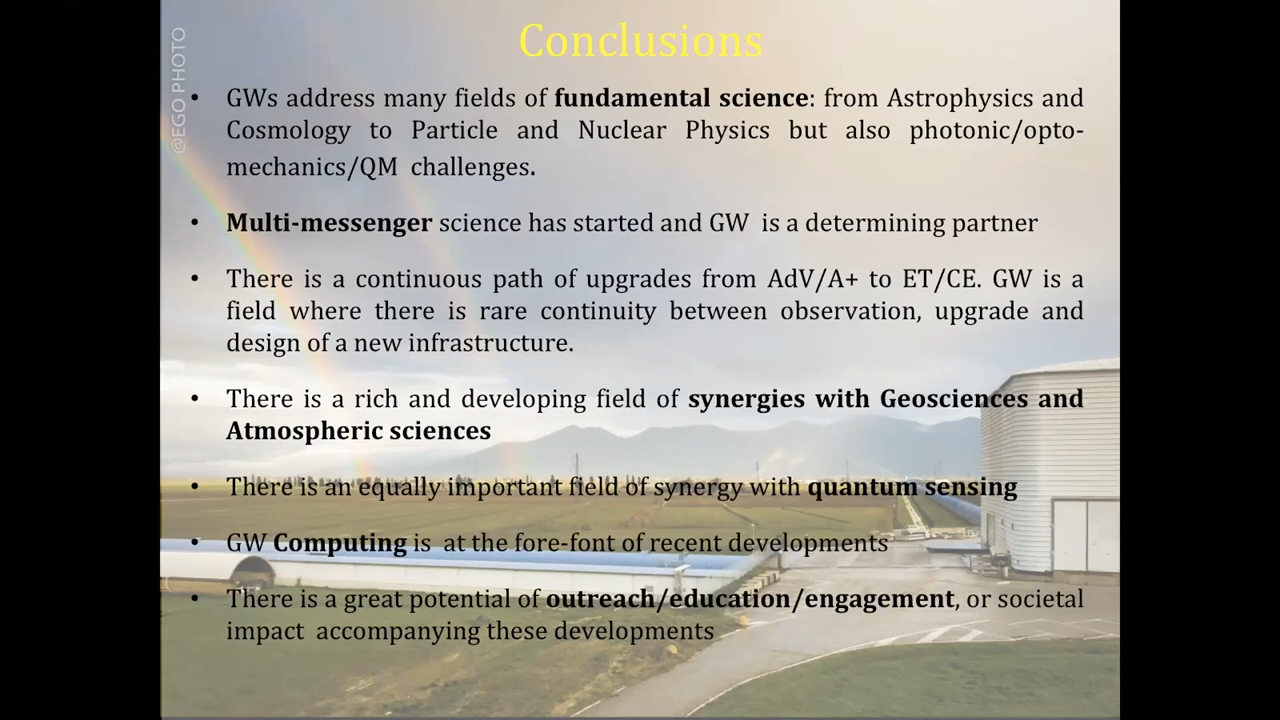 Conclusions
@EGO PHOTO
• GWs address many fields of fundamental science: from Astrophysics and
Cosmology to Particle and Nuclear Physics but also photonic/opto-
mechanics/QM challenges.
• Multi-messenger science has started and GW is a determining partner
• There is a continuous path of upgrades from AdV/A+ to ET/CE. GW is a
field where there is rare continuity between observation, upgrade and
design of a new infrastructure.
• There is a rich and developing field of synergies with Geosciences and
Atmospheric sciences
• There is an equally important field of synergy with quantum sensing
• GW Computing is at the fore-font of recent developments
• There is a great potential of outreach/education/engagement, or societal
impact accompanying these developments